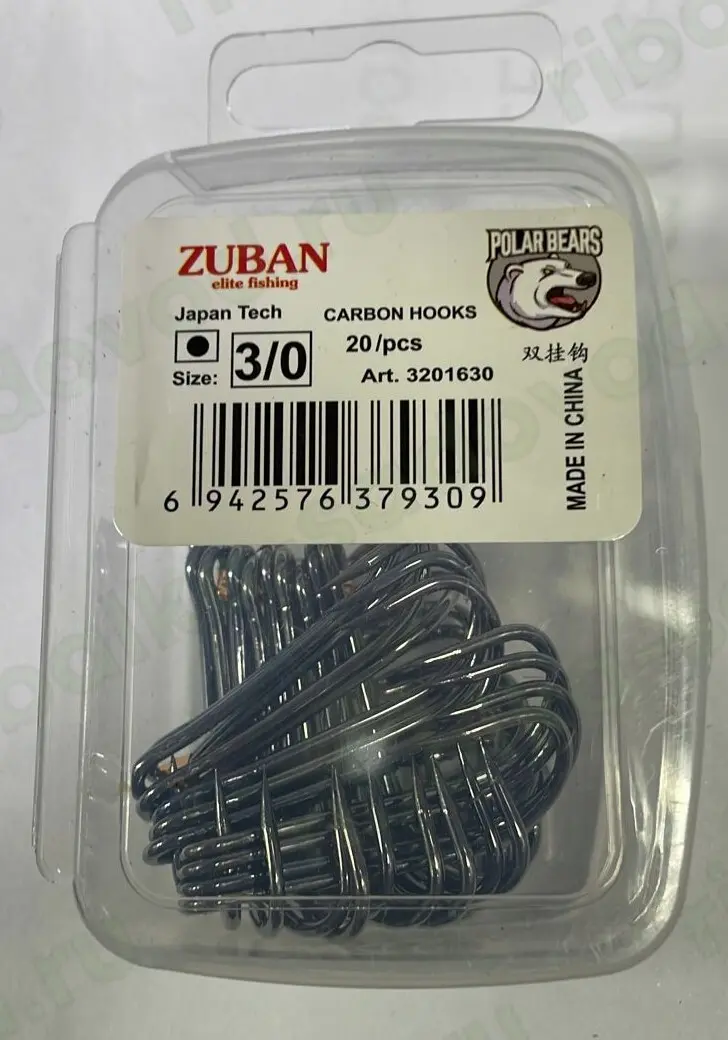 ZUBAN
elite fishing
POLAR BEARS
Japan Tech
CARBON HOOKS
20/pcs
Size: 3/0
Art. 3201630
双挂钩
MADE IN CHINA
6 942576 379309